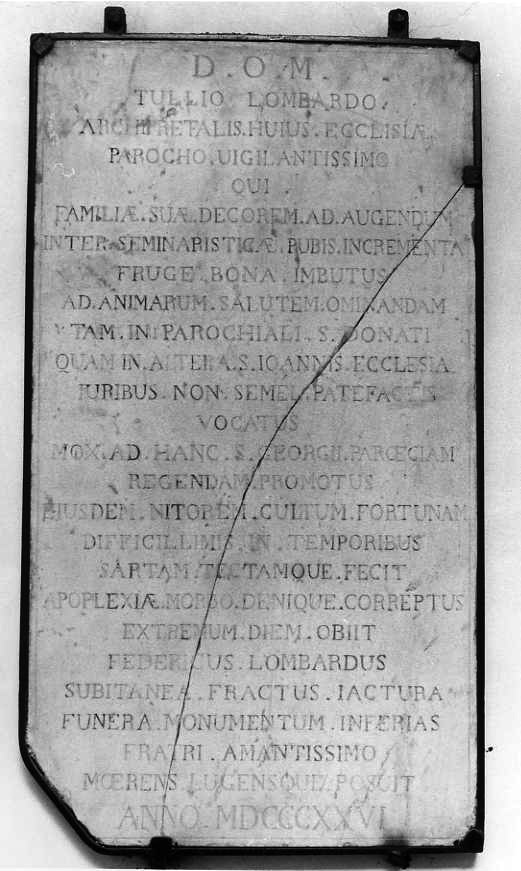 D.O.M.
TULLIO LOMBARDO
ARCHIPRETALIS.HUIUS.ECCLISIÆ
PAROCHO.UIGILANTISSIMO
QUI
FAMILIÆ.SUÆ.DECOREM.AD.AUGENDUM
INTER.SEMINARISTICÆ.PUBIS.INCREMENTA
FRUGE.BONA.IMBUTUS
AD.ANIMARUM.SALUTEM.OMINANDAM
TAM.IN.PAROCHIALI.S.DONATI
QUAM IN.ALTERA.S.IOANNIS.ECCLESIA
IURIBUS.NON.SEMEL.PATEFACTIS
VOCATUS
MOX.AD.HANC.S.GEORGII.PARŒCIAM
REGENDAM.PROMOTUS
EIUSDEM.NITOREM.CULTUM.FORTUNAM
DIFFICILLIMIS.IN.TEMPORIBUS
SARTAM.TECTAMQUE.FECIT
APOPLEXIÆ.MORBO.DENIQUE.CORREPTUS
EXTREMUM.DIEM.OBIIT
FEDERICUS.LOMBARDUS
SUBITANEA.FRACTUS.IACTURA
FUNERA.MONUMENTUM.INFERIAS
FRATRI.AMANTISSIMO
MŒRENS.LUGENSQUE.POSUIT
ANNO.MDCCCXXVI